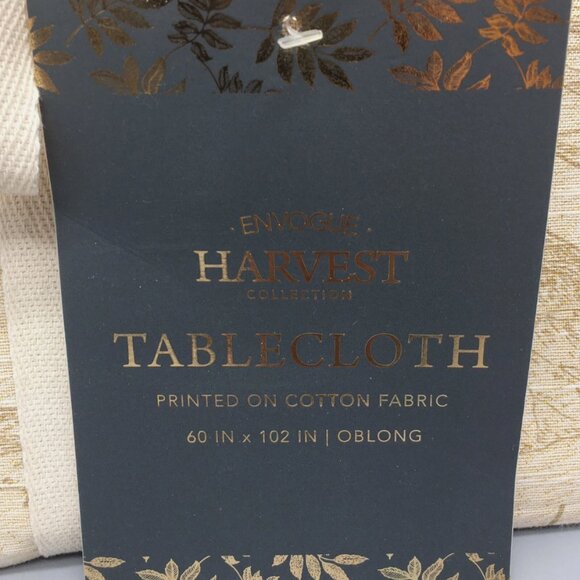 · ENVOGUE ·
HARVEST
COLLECTION
TABLECLOTH
PRINTED ON COTTON FABRIC
60 IN x 102 IN | OBLONG